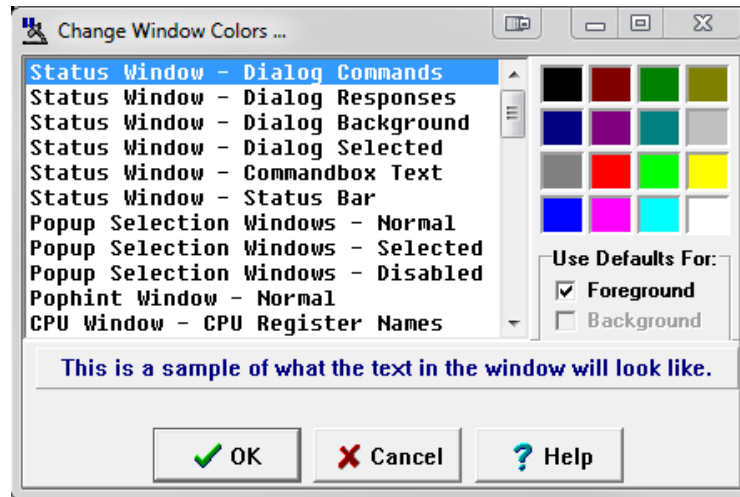 Change Window Colors ...
Status Window - Dialog Commands
Status Window - Dialog Responses
Status Window - Dialog Background
Status Window - Dialog Selected
Status Window - Commandbox Text
Status Window - Status Bar
Popup Selection Windows - Normal
Popup Selection Windows - Selected
Popup Selection Windows - Disabled
Pophint Window - Normal
CPU Window - CPU Register Names
Use Defaults For:
Foreground
Background
This is a sample of what the text in the window will look like.
OK
Cancel
? Help